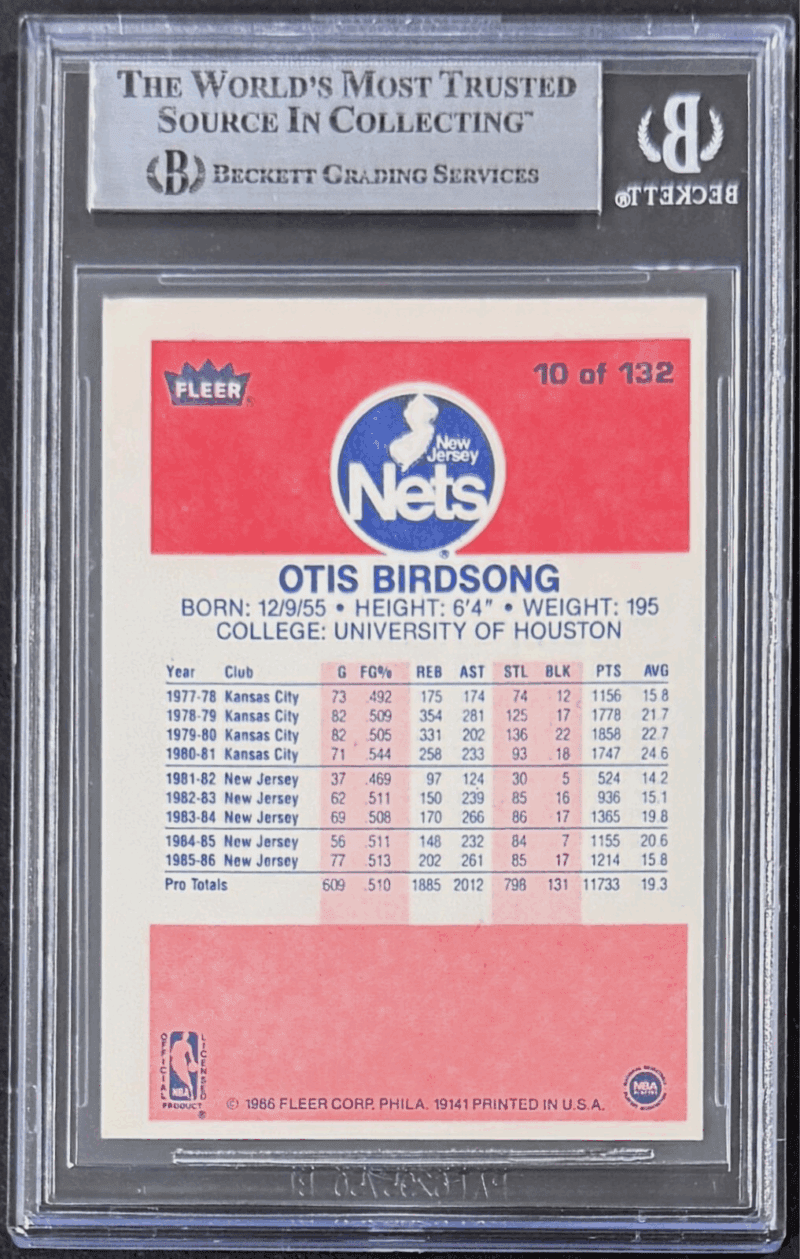 THE WORLD'S MOST TRUSTED
SOURCE IN COLLECTING™
BECKETT GRADING SERVICES
B
BECKETT®
FLEER®
10 of 132
New
Jersey
Nets
®
OTIS BIRDSONG
BORN: 12/9/55 • HEIGHT: 6'4" • WEIGHT: 195
COLLEGE: UNIVERSITY OF HOUSTON
Year Club G FG% REB AST STL BLK PTS AVG
1977-78 Kansas City 73 .492 175 174 74 12 1156 15.8
1978-79 Kansas City 82 .509 354 281 125 17 1778 21.7
1979-80 Kansas City 82 .505 331 202 136 22 1858 22.7
1980-81 Kansas City 71 .544 258 233 93 18 1747 24.6
1981-82 New Jersey 37 .469 97 124 30 5 524 14.2
1982-83 New Jersey 62 .511 150 239 85 16 936 15.1
1983-84 New Jersey 69 .508 170 266 86 17 1365 19.8
1984-85 New Jersey 56 .511 148 232 84 7 1155 20.6
1985-86 New Jersey 77 .513 202 261 85 17 1214 15.8
Pro Totals 609 .510 1885 2012 798 131 11733 19.3
OFFICIAL LICENSED
NBA
PRODUCT ®
© 1986 FLEER CORP. PHILA. 19141 PRINTED IN U.S.A.
NBA